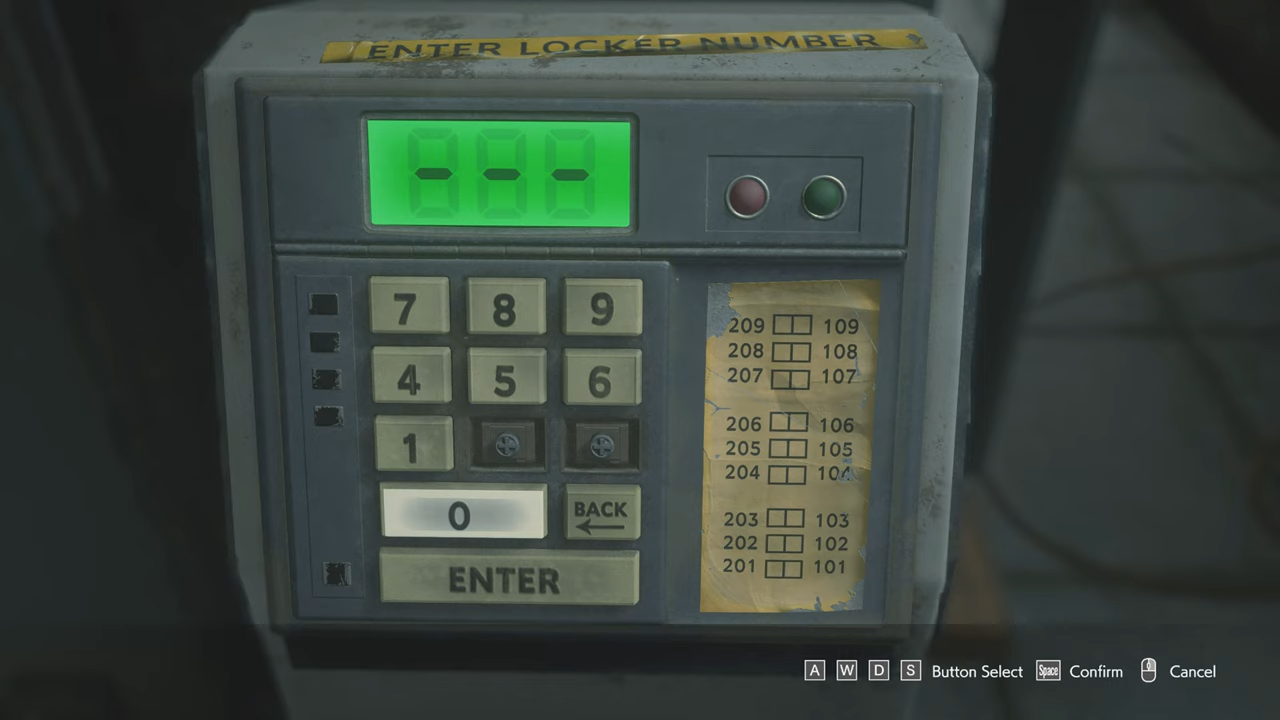 ENTER LOCKER NUMBER
- - -
7 8 9
4 5 6
1
0 BACK
ENTER
209 109
208 108
207 107
206 106
205 105
204 104
203 103
202 102
201 101
A W D S Button Select Space Confirm Cancel